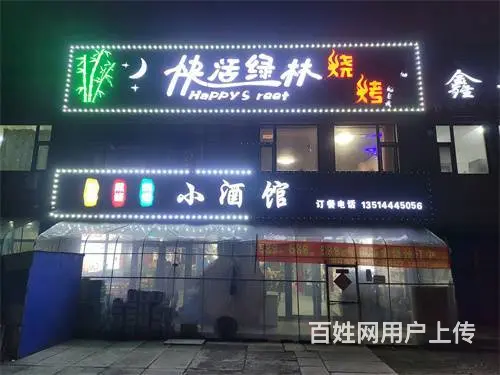 快活绿林 烧烤
HaPPYS reet
鑫
小酒馆
订餐电话 13514445056
百姓网用户上传